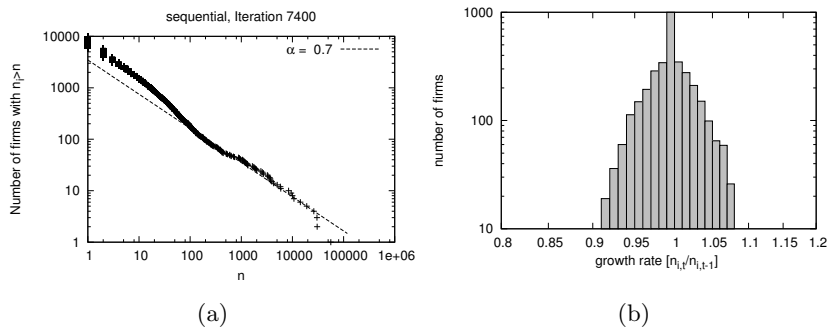 sequential, Iteration 7400
Number of firms with n_i>n
10000
1000
100
10
1
α = 0.7
1 10 100 1000 10000 100000 1e+06
n
(a)
number of firms
1000
100
10
0.8 0.85 0.9 0.95 1 1.05 1.1 1.15 1.2
growth rate [n_{i,t}/n_{i,t-1}]
(b)